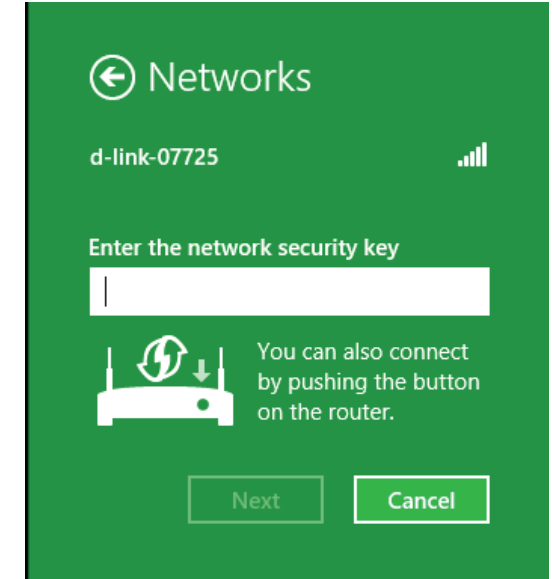 Networks
d-link-07725
Enter the network security key
You can also connect
by pushing the button
on the router.
Next
Cancel